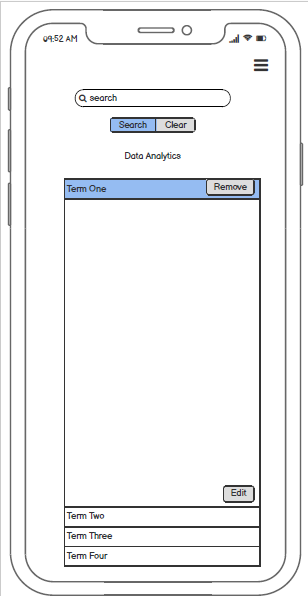 09:52 AM
search
Search Clear
Data Analytics
Term One Remove
Edit
Term Two
Term Three
Term Four